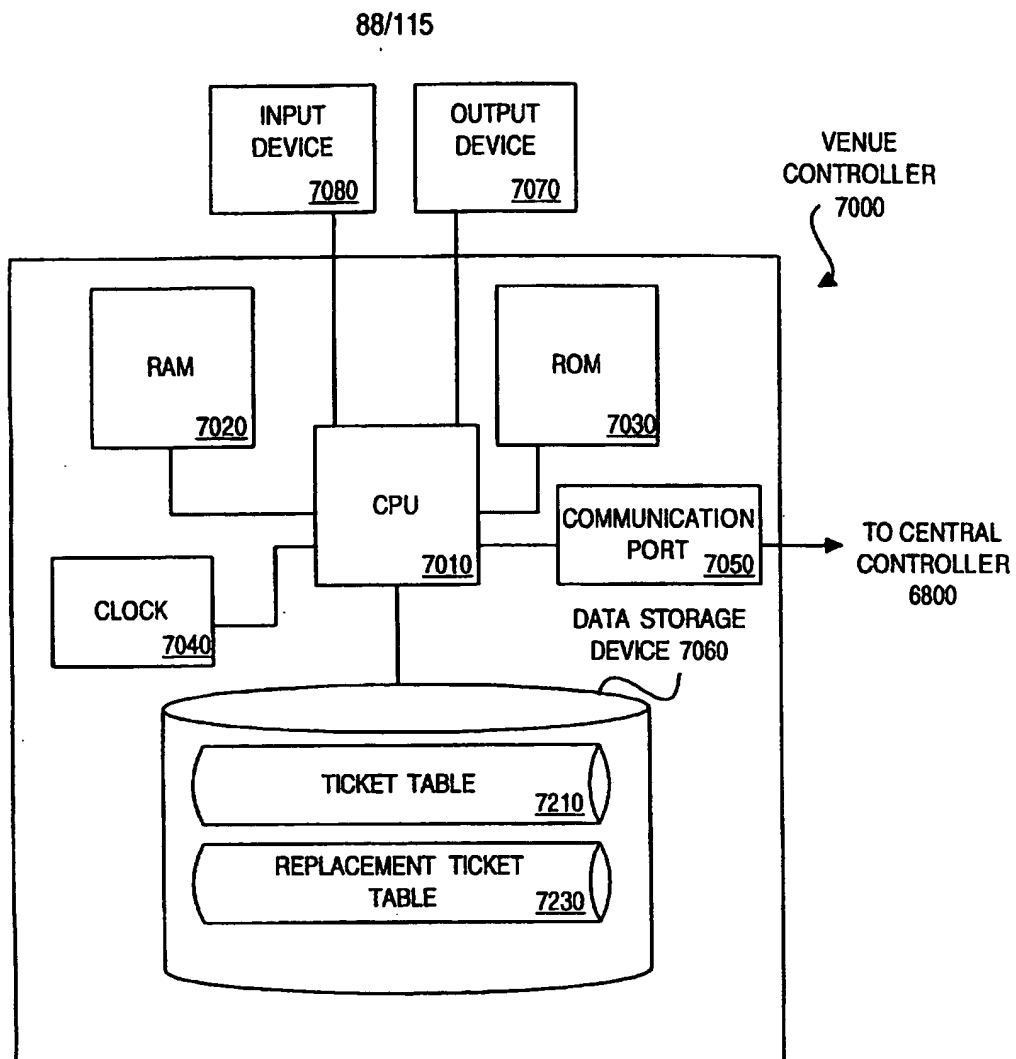 88/115
INPUT
DEVICE
7080
OUTPUT
DEVICE
7070
VENUE
CONTROLLER
7000
RAM
7020
ROM
7030
CPU
7010
COMMUNICATION
PORT
7050
TO CENTRAL
CONTROLLER
6800
CLOCK
7040
DATA STORAGE
DEVICE 7060
TICKET TABLE
7210
REPLACEMENT TICKET
TABLE
7230